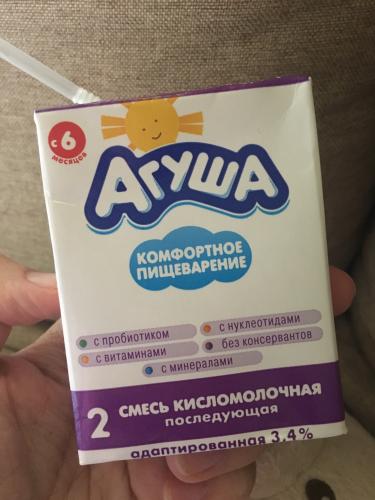 с 6
месяцев
АГУША
КОМФОРТНОЕ
ПИЩЕВАРЕНИЕ
с пробиотиком
с нуклеотидами
с витаминами
без консервантов
с минералами
2 СМЕСЬ КИСЛОМОЛОЧНАЯ
последующая
адаптированная 3,4%